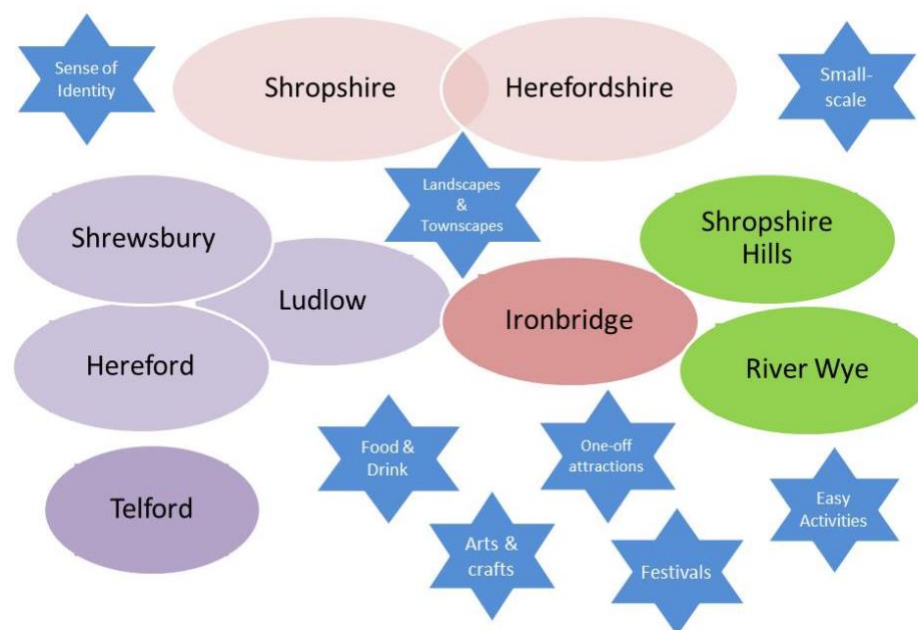 Sense of
Identity
Shropshire
Herefordshire
Small-
scale
Landscapes
&
Townscapes
Shrewsbury
Shropshire
Hills
Ludlow
Ironbridge
Hereford
River Wye
Food &
Drink
One-off
attractions
Telford
Easy
Activities
Arts &
crafts
Festivals